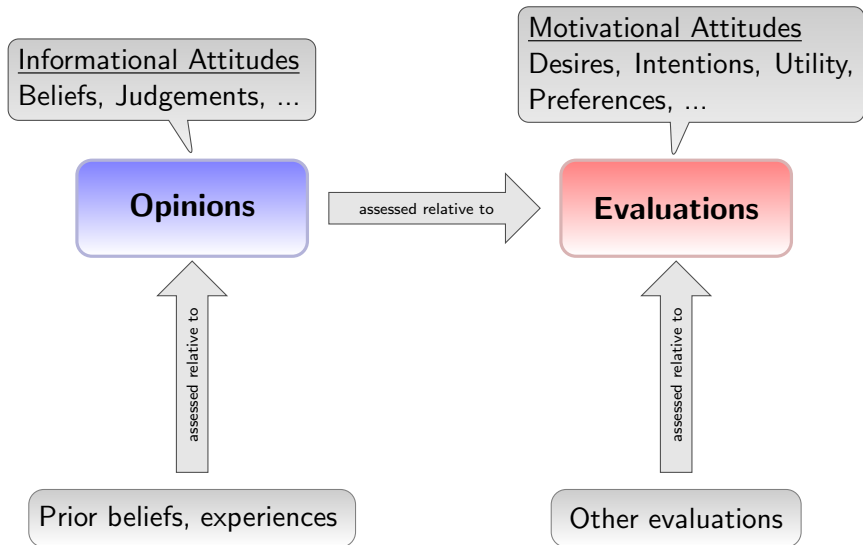 Informational Attitudes
Beliefs, Judgements, ...
Motivational Attitudes
Desires, Intentions, Utility,
Preferences, ...
Opinions
assessed relative to
Evaluations
assessed relative to
assessed relative to
Prior beliefs, experiences
Other evaluations